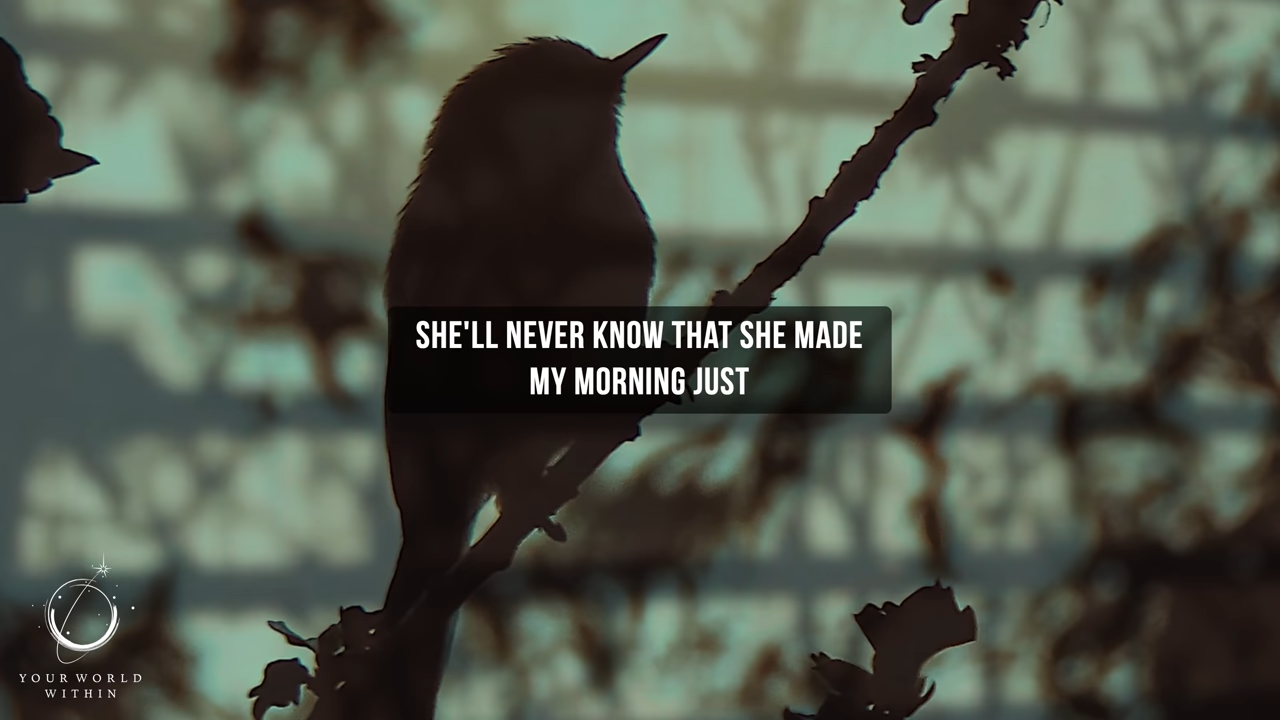 SHE'LL NEVER KNOW THAT SHE MADE
MY MORNING JUST
YOUR WORLD
WITHIN